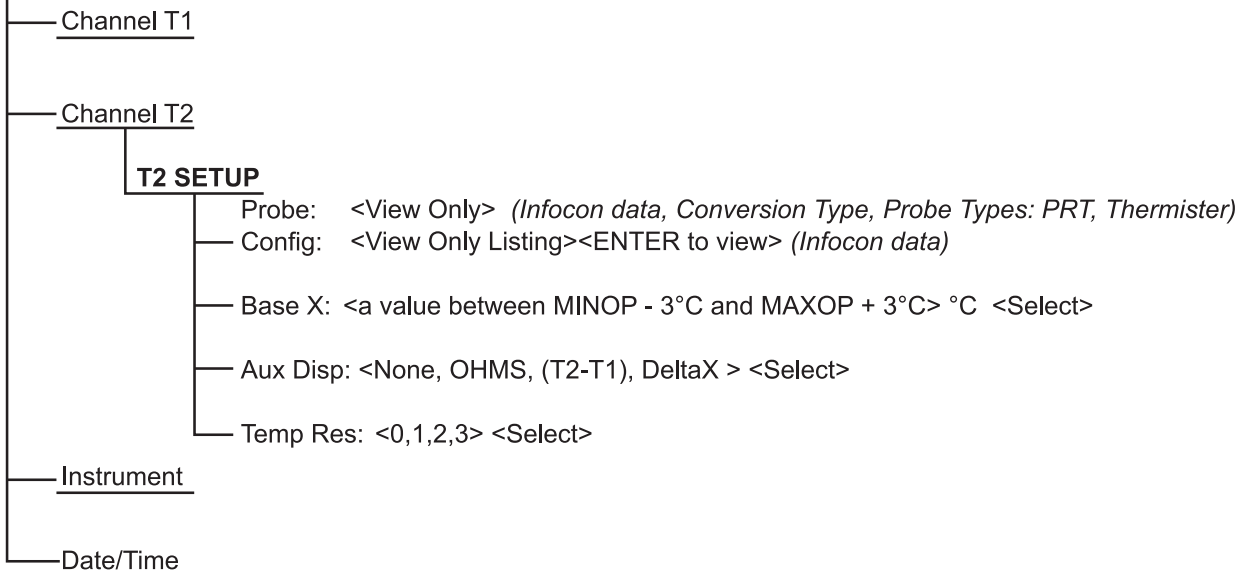 Channel T1
Channel T2
T2 SETUP
Probe: <View Only> (Infocon data, Conversion Type, Probe Types: PRT, Thermister)
Config: <View Only Listing><ENTER to view> (Infocon data)
Base X: <a value between MINOP - 3°C and MAXOP + 3°C> °C <Select>
Aux Disp: <None, OHMS, (T2-T1), DeltaX > <Select>
Temp Res: <0,1,2,3> <Select>
Instrument
Date/Time